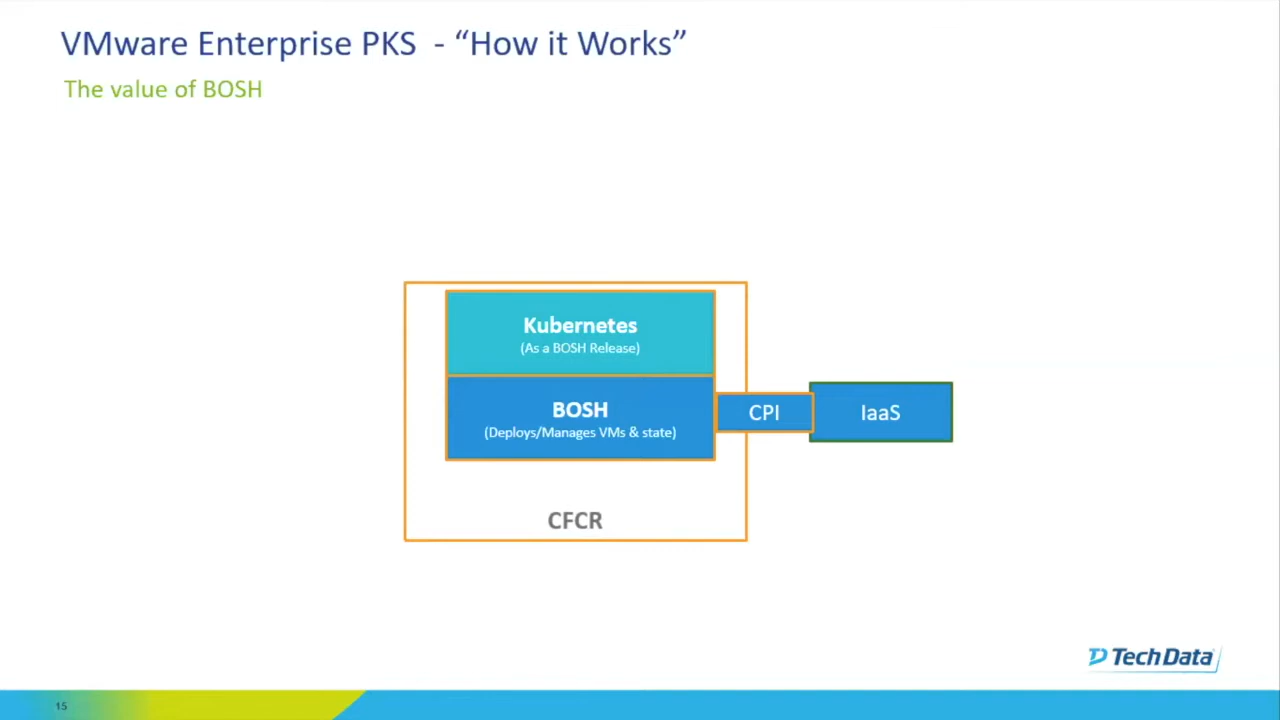 VMware Enterprise PKS - “How it Works”
The value of BOSH
Kubernetes
(As a BOSH Release)
BOSH
(Deploys/Manages VMs & state)
CPI
IaaS
CFCR
TechData
15